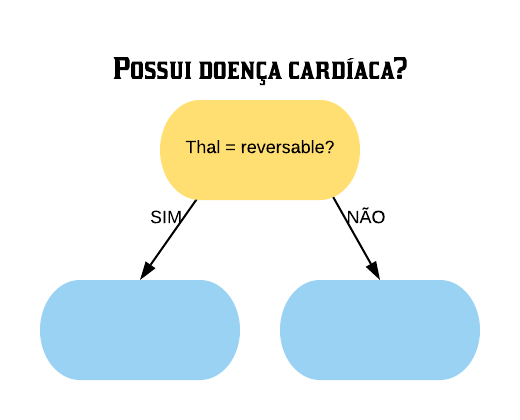 Possui doença cardíaca?
Thal = reversable?
SIM
NÃO